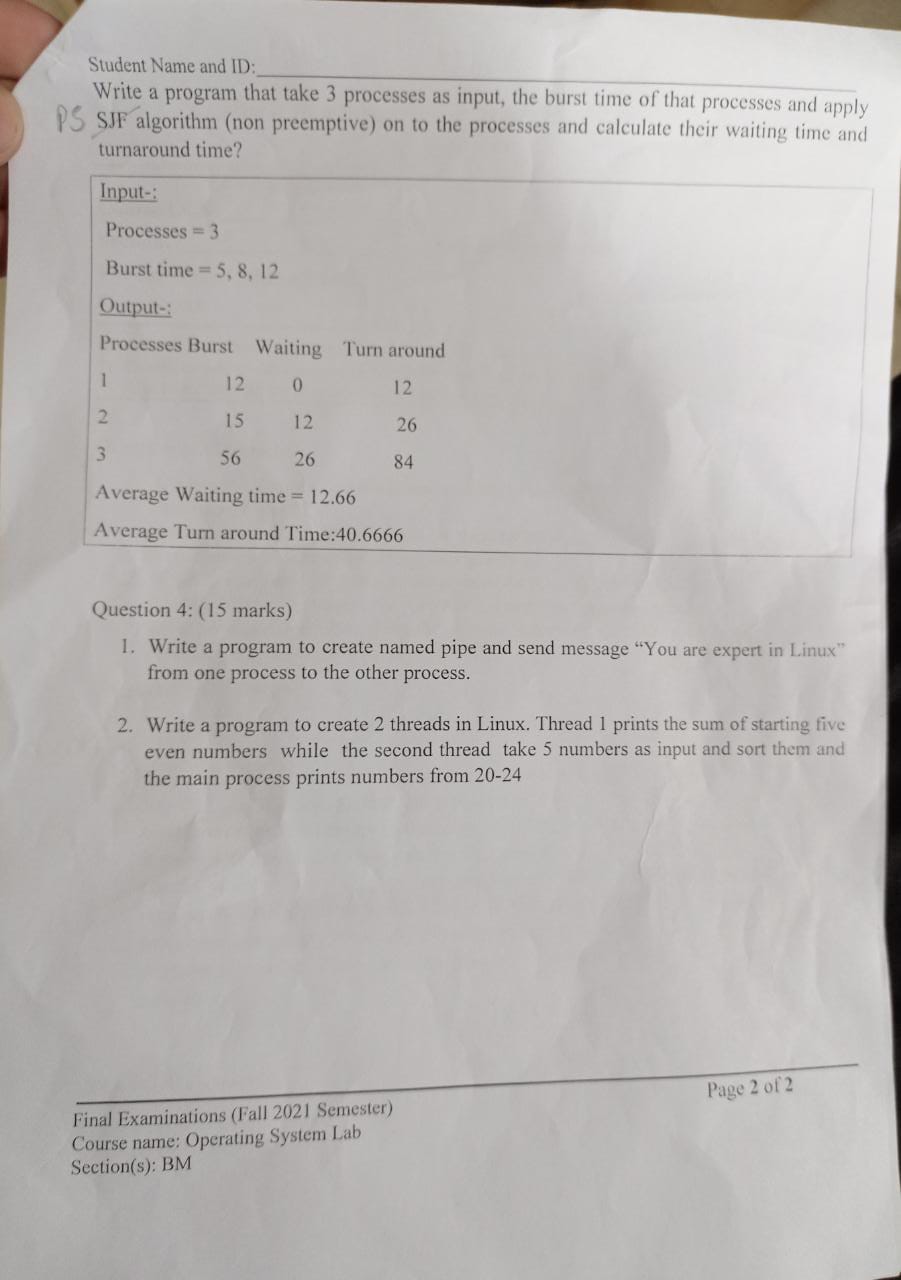 Student Name and ID:
Write a program that take 3 processes as input, the burst time of that processes and apply
PS SJF algorithm (non preemptive) on to the processes and calculate their waiting time and
turnaround time?
Input-:
Processes = 3
Burst time = 5, 8, 12
Output-:
Processes Burst Waiting Turn around
1 12 0 12
2 15 12 26
3 56 26 84
Average Waiting time = 12.66
Average Turn around Time:40.6666
Question 4: (15 marks)
1. Write a program to create named pipe and send message “You are expert in Linux”
from one process to the other process.
2. Write a program to create 2 threads in Linux. Thread 1 prints the sum of starting five
even numbers while the second thread take 5 numbers as input and sort them and
the main process prints numbers from 20-24
Page 2 of 2
Final Examinations (Fall 2021 Semester)
Course name: Operating System Lab
Section(s): BM